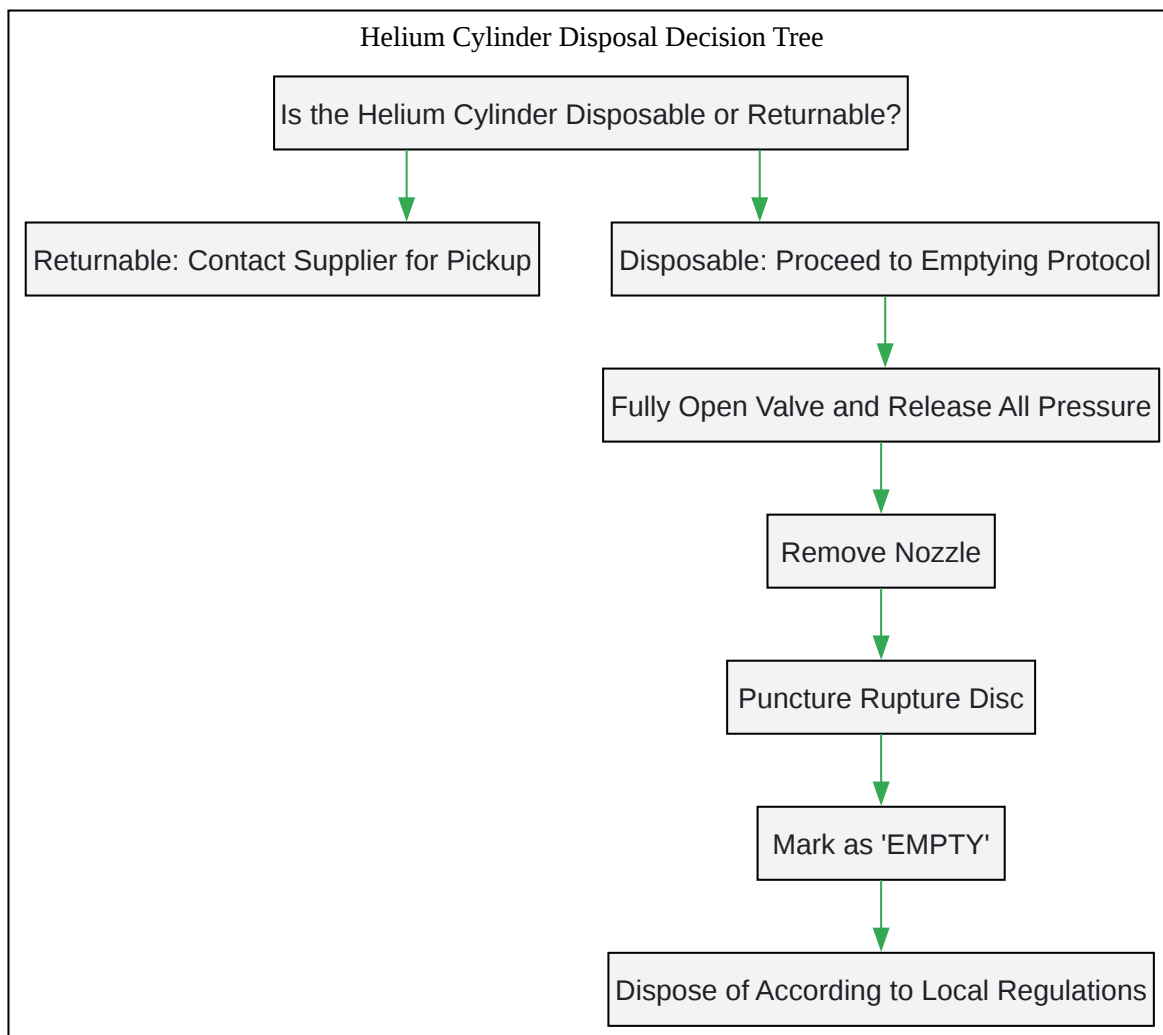 Helium Cylinder Disposal Decision Tree
Is the Helium Cylinder Disposable or Returnable?
Returnable: Contact Supplier for Pickup
Disposable: Proceed to Emptying Protocol
Fully Open Valve and Release All Pressure
Remove Nozzle
Puncture Rupture Disc
Mark as 'EMPTY'
Dispose of According to Local Regulations